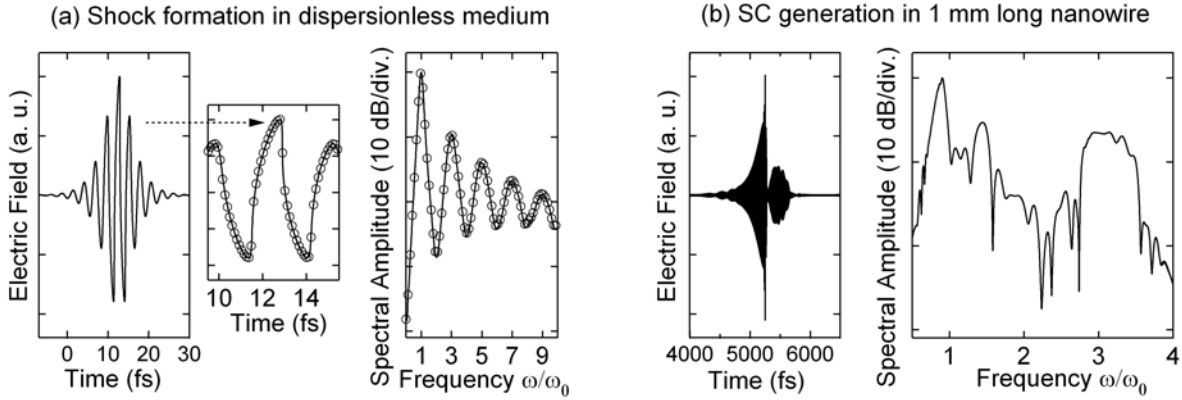 (a) Shock formation in dispersionless medium
(b) SC generation in 1 mm long nanowire
Electric Field (a. u.)
0 10 20 30
Time (fs)
10 12 14
Time (fs)
Spectral Amplitude (10 dB/div.)
1 3 5 7 9
Frequency ω/ω₀
Electric Field (a. u.)
4000 5000 6000
Time (fs)
Spectral Amplitude (10 dB/div.)
1 2 3 4
Frequency ω/ω₀